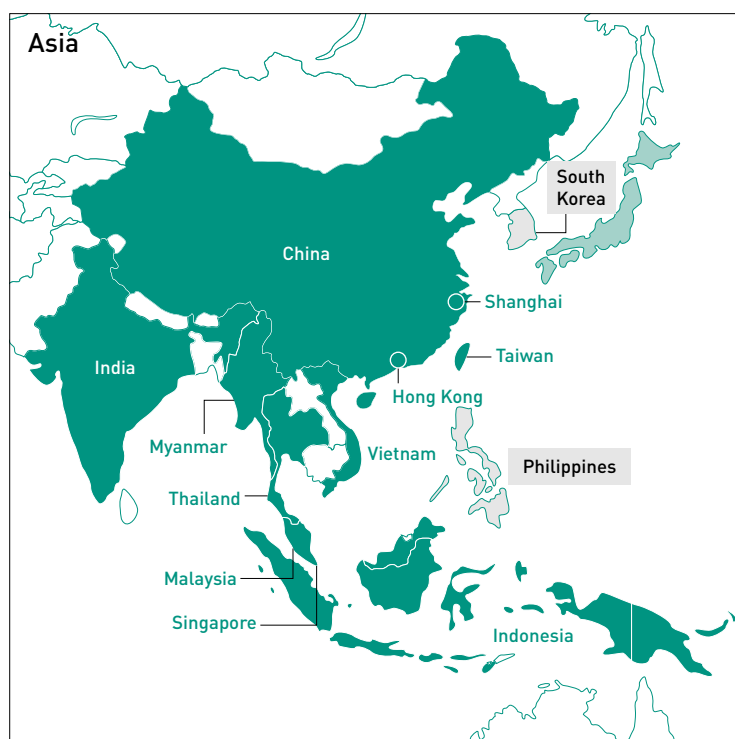 Asia
South
Korea
China
Shanghai
Taiwan
India
Hong Kong
Myanmar
Vietnam
Philippines
Thailand
Malaysia
Singapore
Indonesia